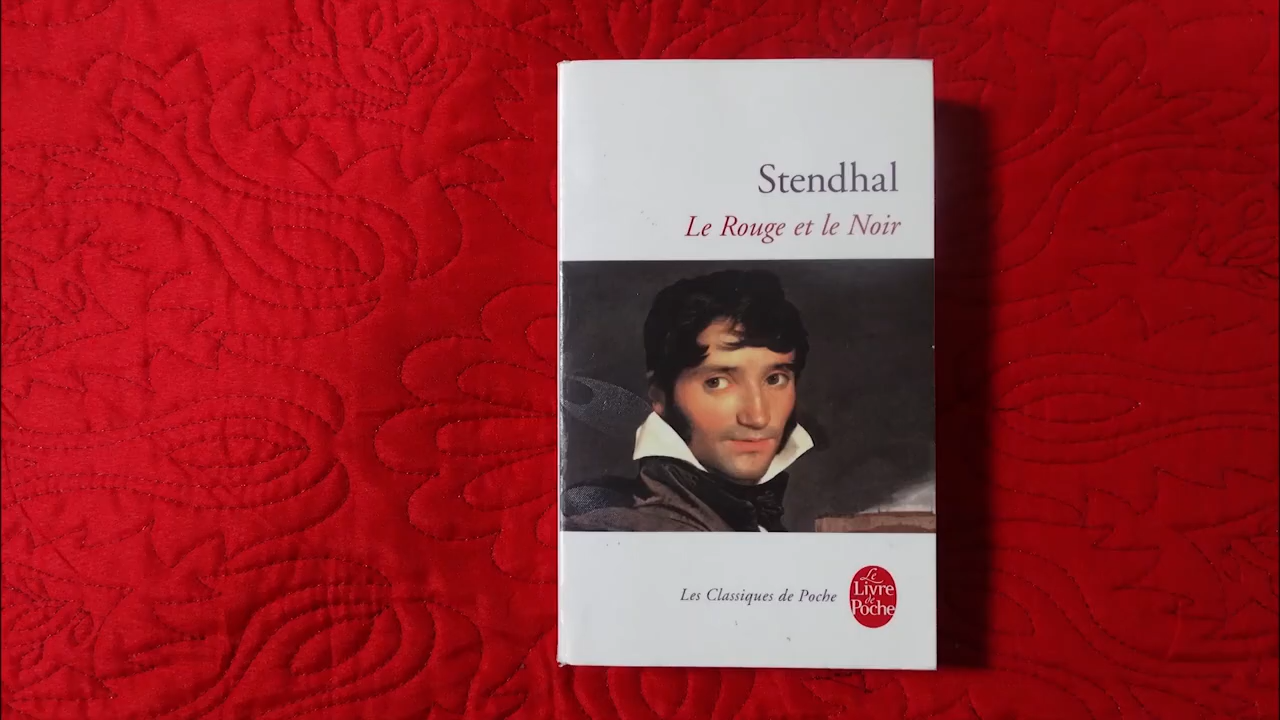 Stendhal
Le Rouge et le Noir
Les Classiques de Poche
Le
Livre
de
Poche